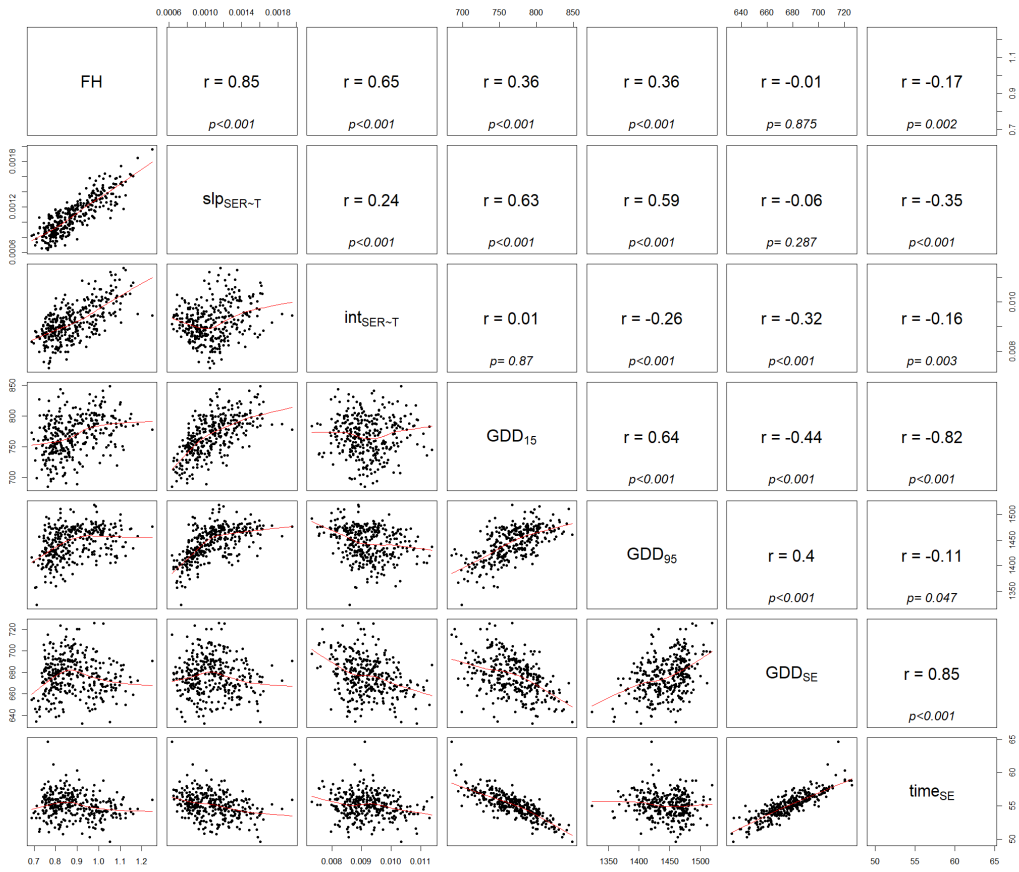 0.0006 0.0010 0.0014 0.0018 700 750 800 850 640 660 680 700 720
FH r = 0.85 r = 0.65 r = 0.36 r = 0.36 r = -0.01 r = -0.17
p<0.001 p<0.001 p<0.001 p<0.001 p= 0.875 p= 0.002
0.7 0.9 1.1
slpSER~T r = 0.24 r = 0.63 r = 0.59 r = -0.06 r = -0.35
p<0.001 p<0.001 p<0.001 p= 0.287 p<0.001
0.0006 0.0012 0.0018
intSER~T r = 0.01 r = -0.26 r = -0.32 r = -0.16
p= 0.87 p<0.001 p<0.001 p= 0.003
0.008 0.010
GDD15 r = 0.64 r = -0.44 r = -0.82
p<0.001 p<0.001 p<0.001
700 750 800 850
GDD95 r = 0.4 r = -0.11
p<0.001 p= 0.047
1350 1400 1450 1500
GDDSE r = 0.85
p<0.001
640 660 680 700 720
timeSE
50 55 60 65
0.7 0.8 0.9 1.0 1.1 1.2 0.008 0.009 0.010 0.011 1350 1400 1450 1500 50 55 60 65